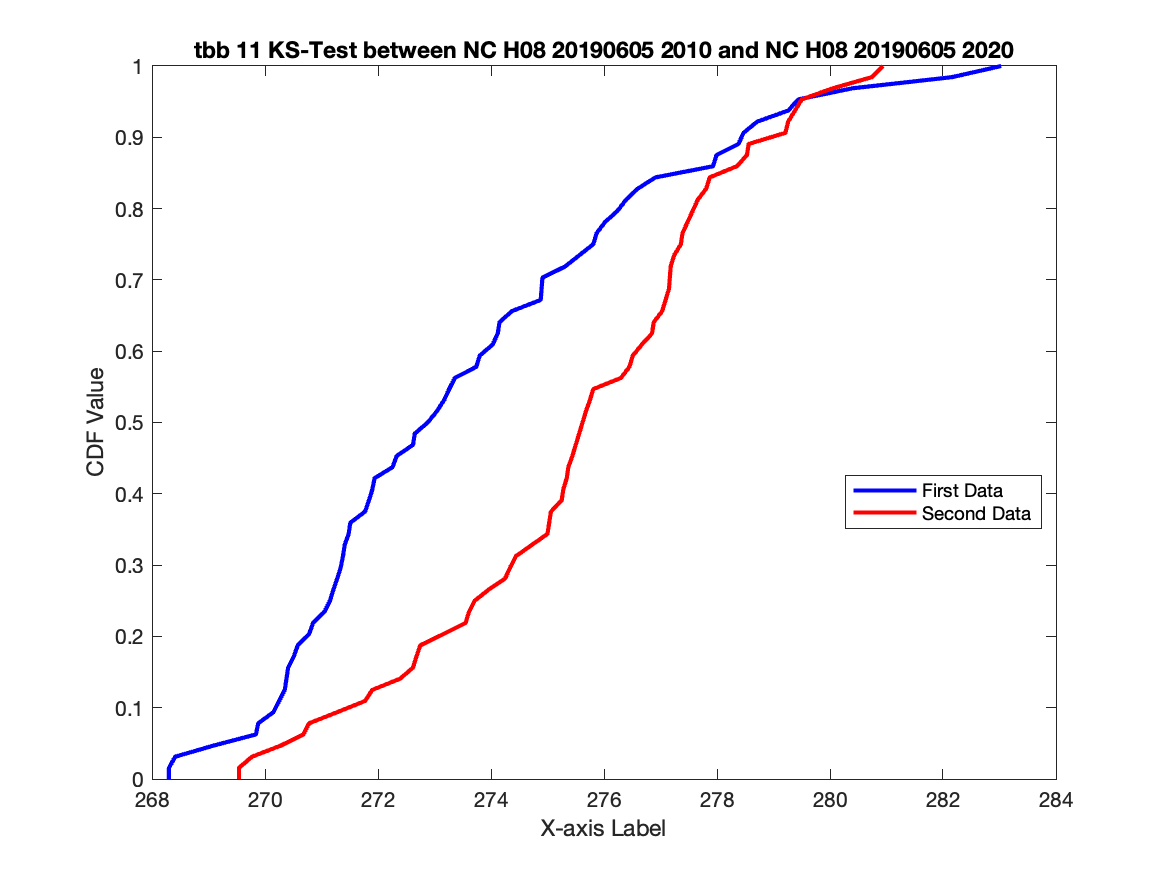 tbb 11 KS-Test between NC H08 20190605 2010 and NC H08 20190605 2020
1
0.9
0.8
0.7
0.6
0.5
0.4
0.3
0.2
0.1
0
CDF Value
First Data
Second Data
268 270 272 274 276 278 280 282 284
X-axis Label